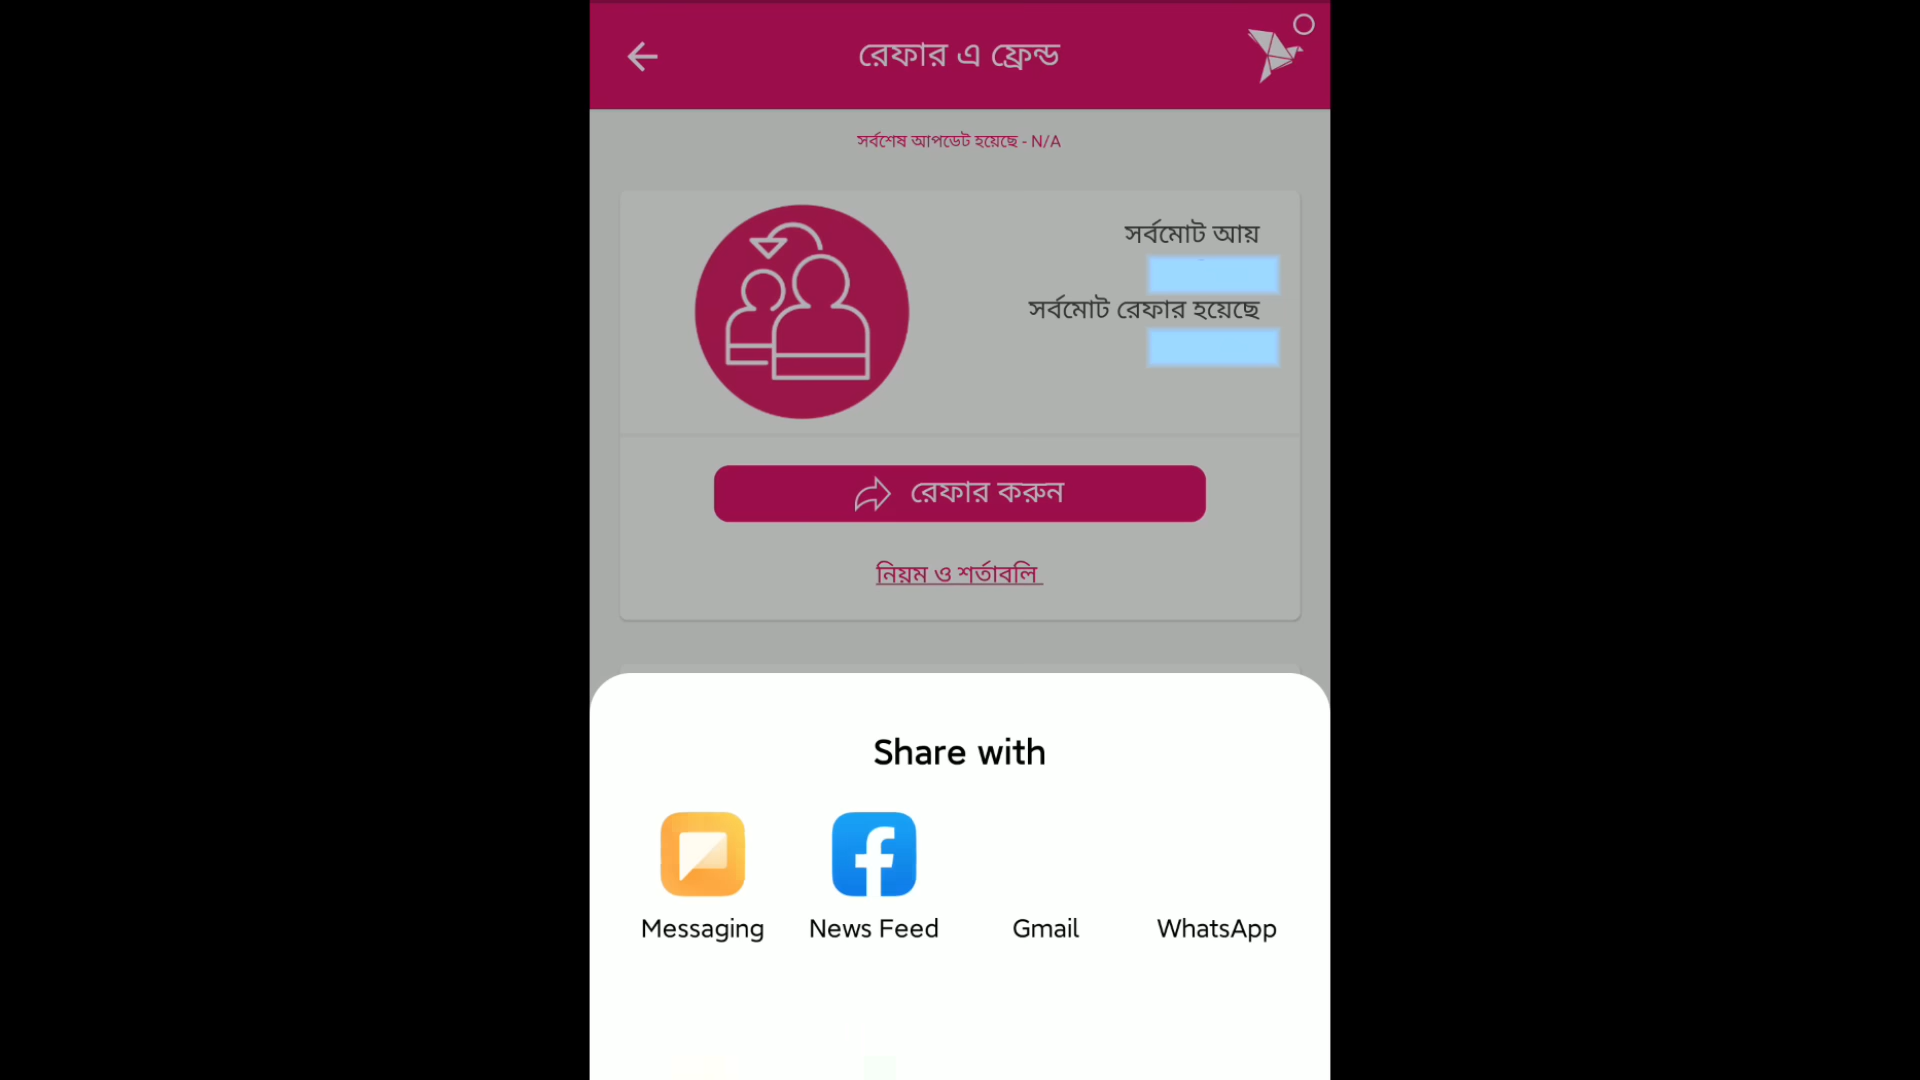 রেফার এ ফ্রেন্ড
সর্বশেষ আপডেট হয়েছে - N/A
সর্বমোট আয়
সর্বমোট রেফার হয়েছে
রেফার করুন
নিয়ম ও শর্তাবলি
Share with
Messaging
News Feed
Gmail
WhatsApp